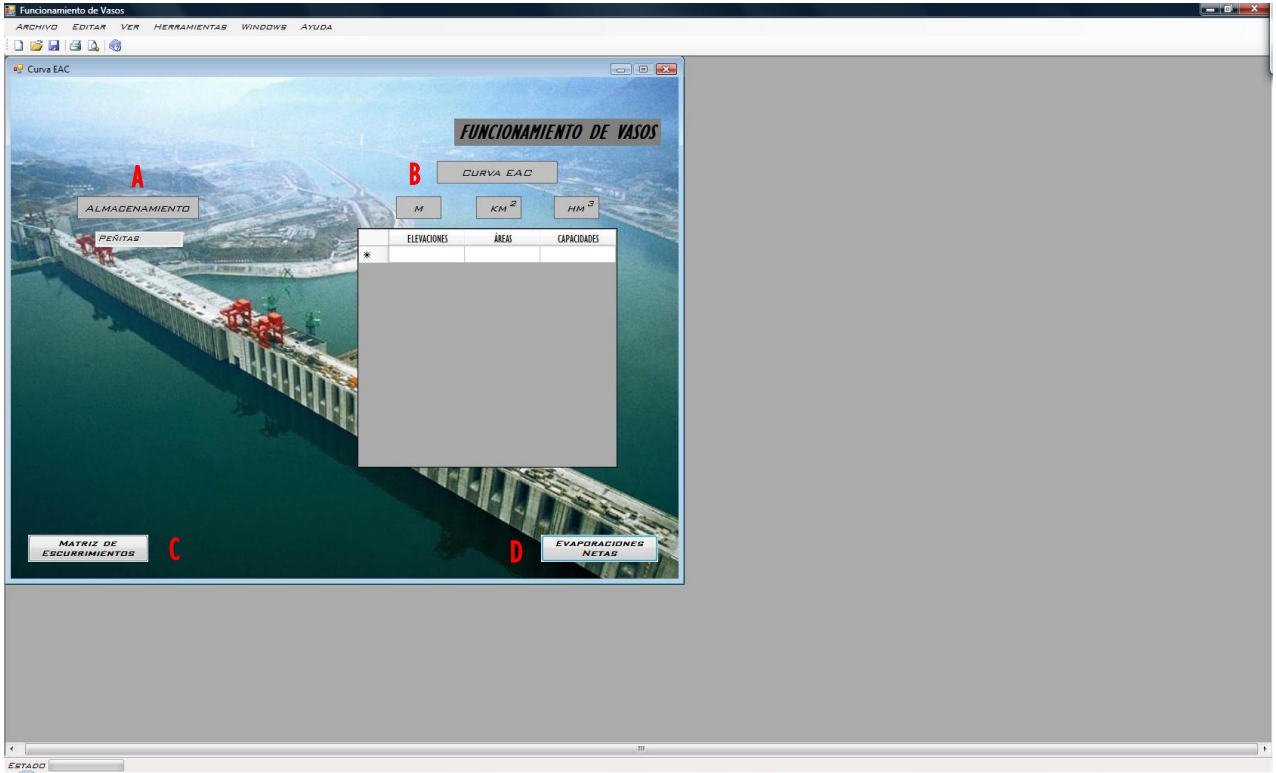 Funcionamiento de Vasos
ARCHIVO EDITAR VER HERRAMIENTAS WINDOWS AYUDA
Curva EAC
FUNCIONAMIENTO DE VASOS
A
B
CURVA EAC
ALMACENAMIENTO
M
KM 2
HM 3
PEÑITAS
ELEVACIONES ÁREAS CAPACIDADES
*
MATRIZ DE
ESCURRIMIENTOS
C
D
EVAPORACIONES
NETAS
ESTADO